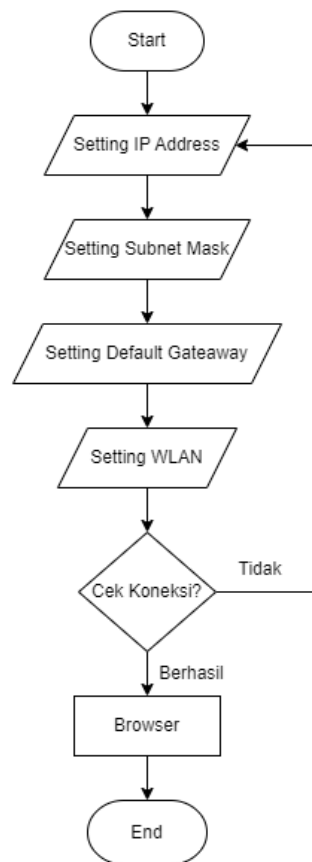 Start
Setting IP Address
Setting Subnet Mask
Setting Default Gateaway
Setting WLAN
Cek Koneksi?
Tidak
Berhasil
Browser
End